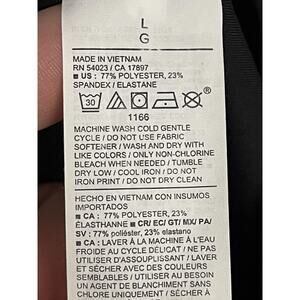 L
G
MADE IN VIETNAM
RN 54023 / CA 17897
■ US : 77% POLYESTER, 23%
SPANDEX / ELASTANE
30
1166
MACHINE WASH COLD GENTLE
CYCLE / DO NOT USE FABRIC
SOFTENER / WASH AND DRY WITH
LIKE COLORS / ONLY NON-CHLORINE
BLEACH WHEN NEEDED / TUMBLE
DRY LOW / COOL IRON / DO NOT
IRON PRINT / DO NOT DRY CLEAN
HECHO EN VIETNAM CON INSUMOS
IMPORTADOS
■ CA : 77% POLYESTER, 23%
ÉLASTHANNE ■ CR/ EC/ GT/ MX/ PA/
SV : 77% poliéster, 23% elastano
■ CA : LAVER À LA MACHINE À L'EAU
FROIDE AU CYCLE DÉLICAT / NE PAS
UTILISER D'ASSOUPLISSANT / LAVER
ET SÉCHER AVEC DES COULEURS
SEMBLABLES / UTILISER AU BESOIN
UN AGENT DE BLANCHIMENT SANS
CHLORE / SÉCHER PAR